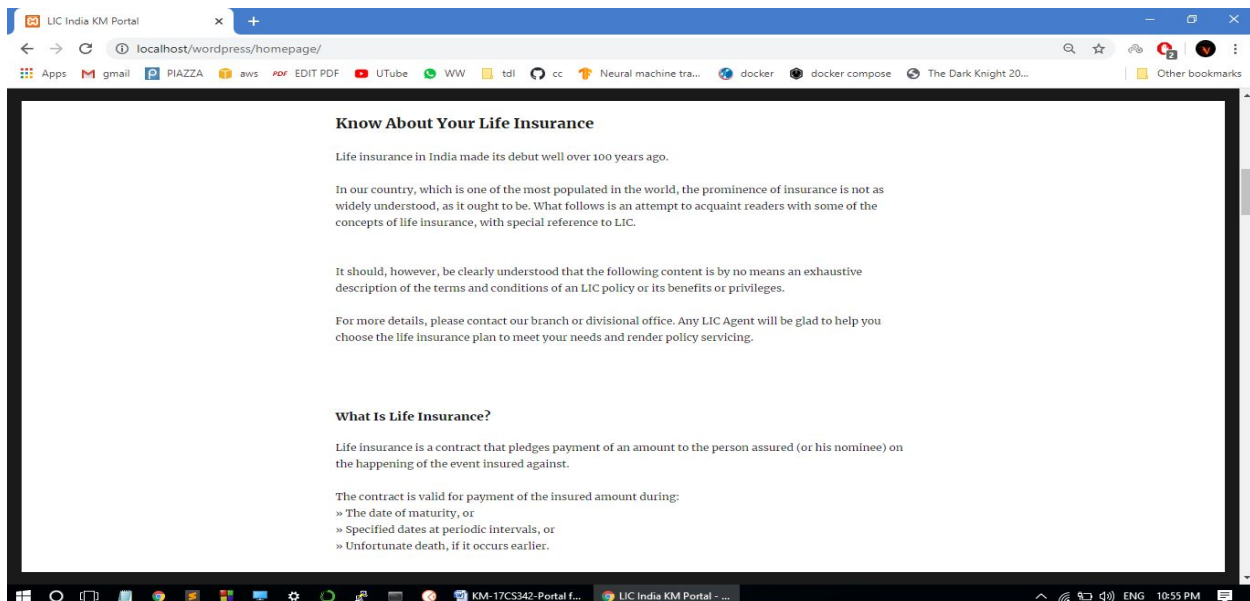 LIC India KM Portal
localhost/wordpress/homepage/
2
V
Apps
gmail
PIAZZA
aws
PDF EDIT PDF
UTube
WW
tdl
cc
Neural machine tra...
docker
docker compose
The Dark Knight 20...
Other bookmarks
Know About Your Life Insurance
Life insurance in India made its debut well over 100 years ago.
In our country, which is one of the most populated in the world, the prominence of insurance is not as
widely understood, as it ought to be. What follows is an attempt to acquaint readers with some of the
concepts of life insurance, with special reference to LIC.
It should, however, be clearly understood that the following content is by no means an exhaustive
description of the terms and conditions of an LIC policy or its benefits or privileges.
For more details, please contact our branch or divisional office. Any LIC Agent will be glad to help you
choose the life insurance plan to meet your needs and render policy servicing.
What Is Life Insurance?
Life insurance is a contract that pledges payment of an amount to the person assured (or his nominee) on
the happening of the event insured against.
The contract is valid for payment of the insured amount during:
» The date of maturity, or
» Specified dates at periodic intervals, or
» Unfortunate death, if it occurs earlier.
KM-17CS342-Portal f...
LIC India KM Portal - ...
ENG
10:55 PM